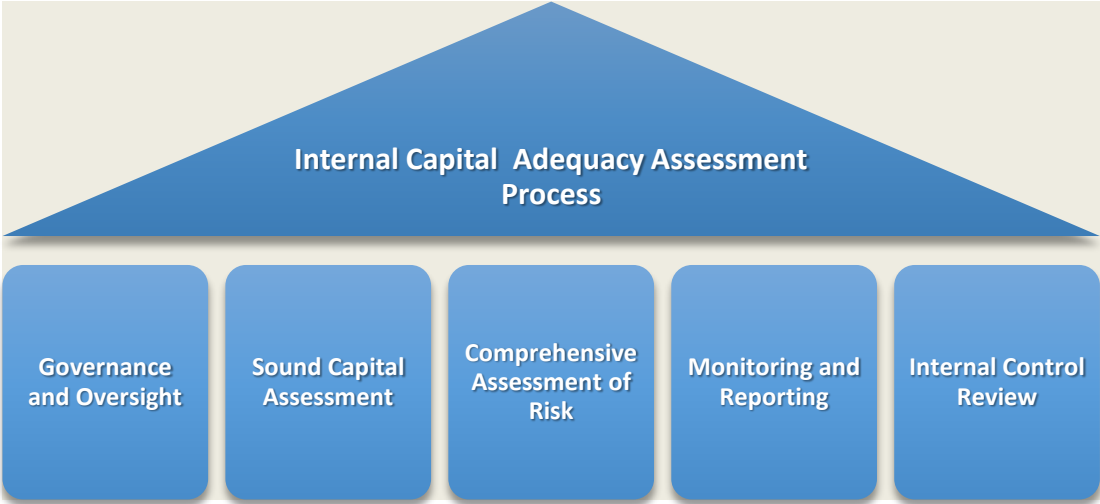 Internal Capital  Adequacy Assessment
Process
Governance
and Oversight
Sound Capital
Assessment
Comprehensive
Assessment of
Risk
Monitoring and
Reporting
Internal Control
Review